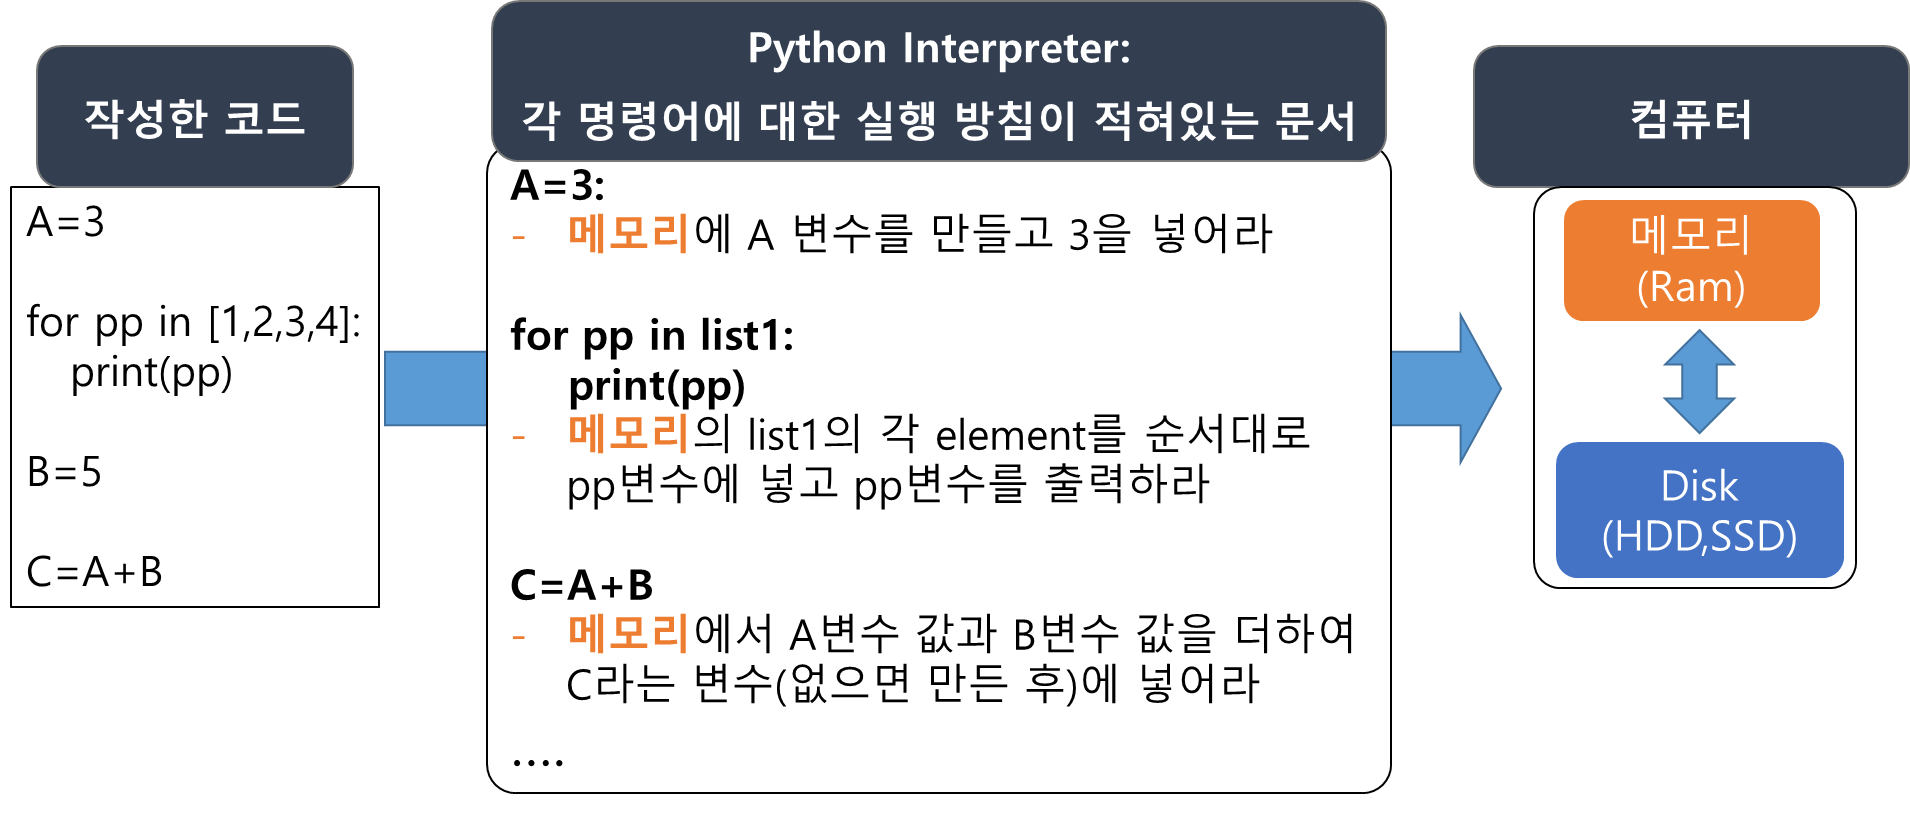 작성한 코드
A=3
for pp in [1,2,3,4]:
print(pp)
B=5
C=A+B
Python Interpreter:
각 명령어에 대한 실행 방침이 적혀있는 문서
A=3:
- 메모리에 A 변수를 만들고 3을 넣어라
for pp in list1:
print(pp)
- 메모리의 list1의 각 element를 순서대로
pp변수에 넣고 pp변수를 출력하라
C=A+B
- 메모리에서 A변수 값과 B변수 값을 더하여
C라는 변수(없으면 만든 후)에 넣어라
....
컴퓨터
메모리
(Ram)
Disk
(HDD,SSD)